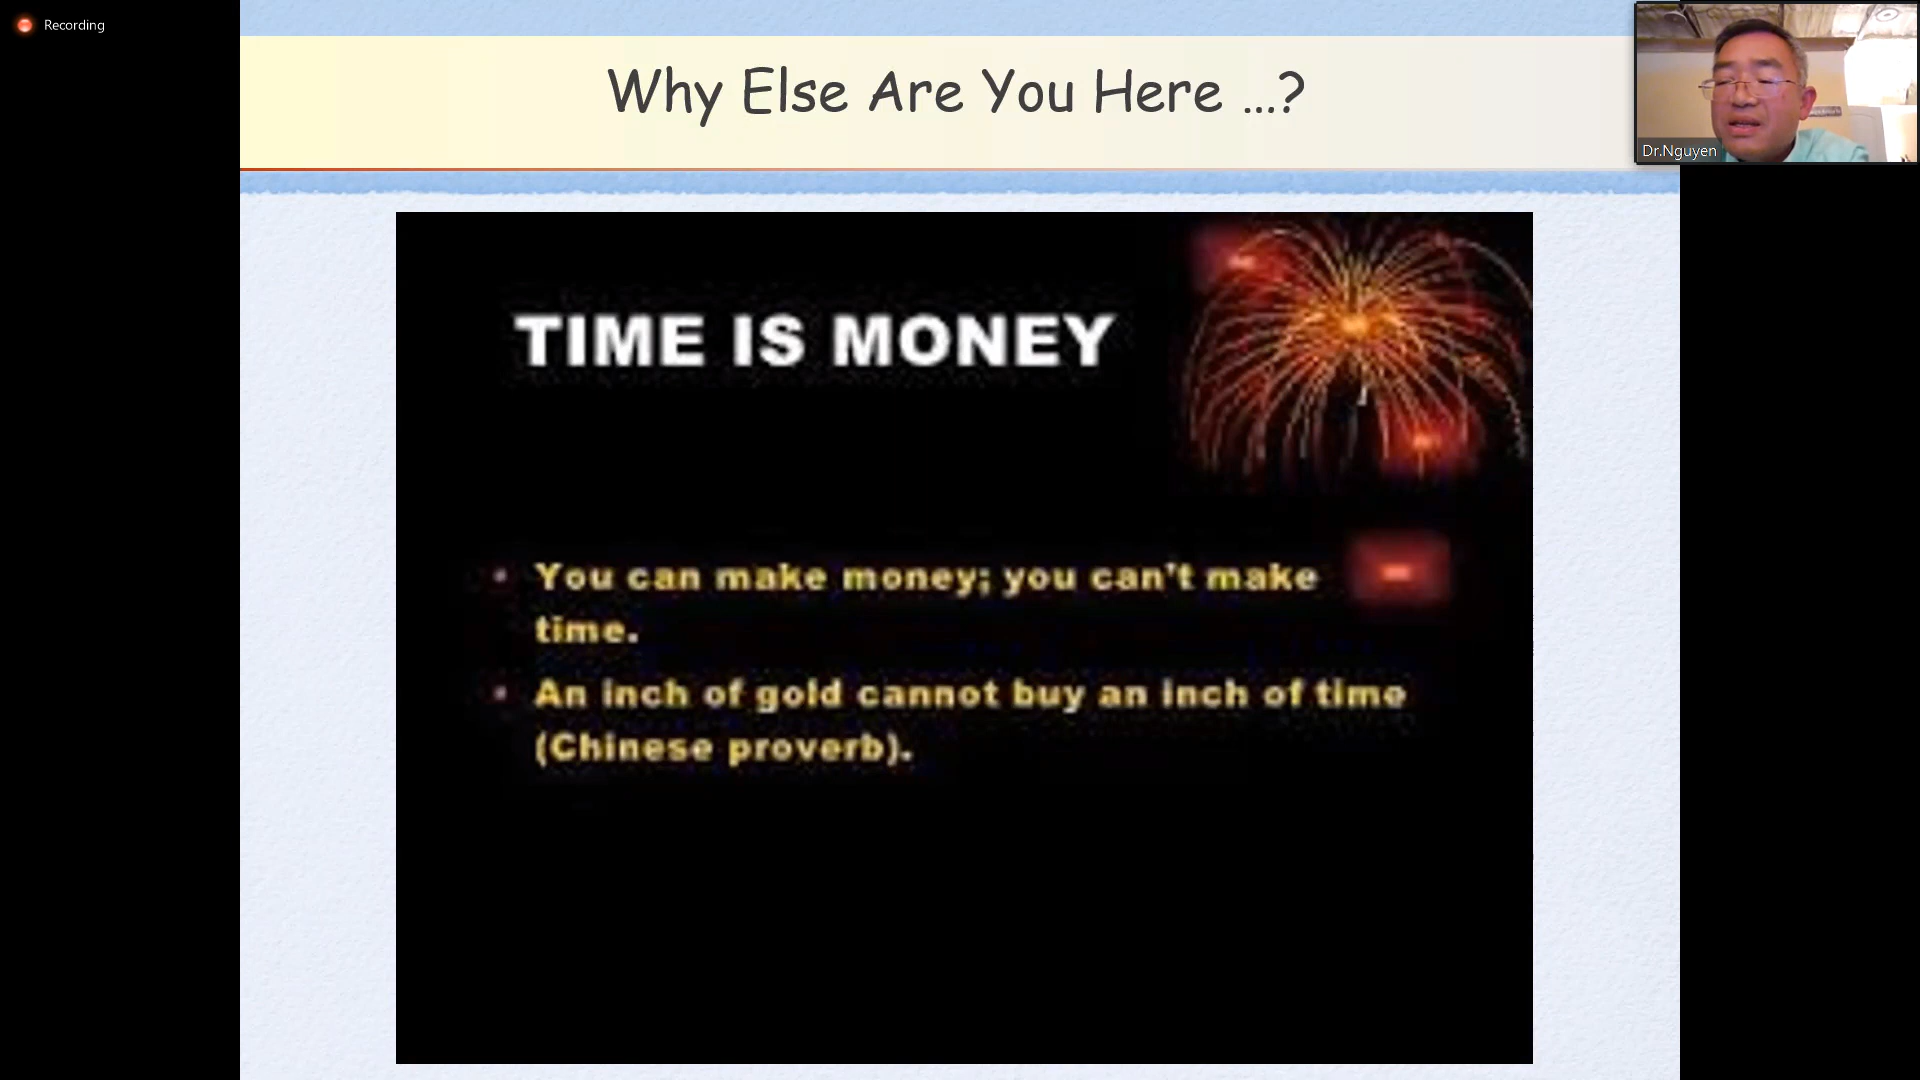 Recording
Why Else Are You Here ...?
Dr.Nguyen
TIME IS MONEY
• You can make money; you can't make
time.
• An inch of gold cannot buy an inch of time
(Chinese proverb).